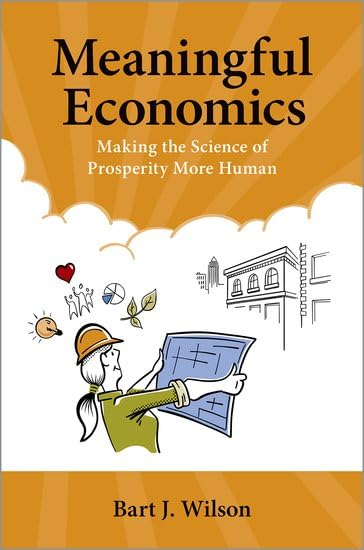 Meaningful
Economics
Making the Science of
Prosperity More Human
Bart J. Wilson